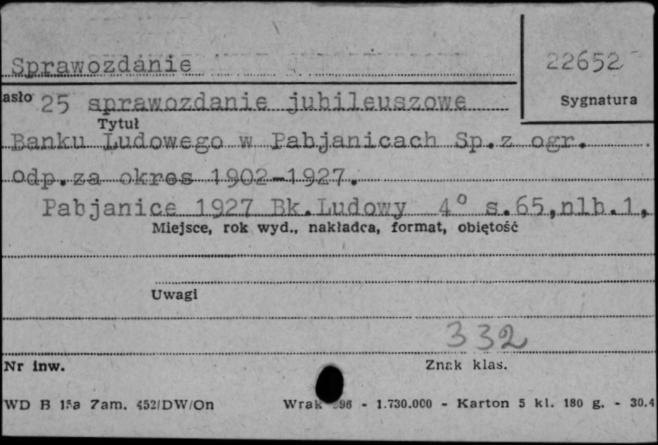 Sprawozdanie
22652
asło 25 sprawozdanie jubileuszowe
Sygnatura
Tytuł
Banku Ludowego w Pabjanicach Sp.z ogr.
odp.za okres 1902-1927.
Pabjanice 1927 Bk.Ludowy 4° s.65,nlb.1,
Miejsce, rok wyd., nakładca, format, objętość
Uwagi
332
Nr inw.
Znak klas.
WD B 15a Zam. 452/DW/On
Wrak 96 - 1.730.000 - Karton 5 kl. 180 g. - 30.4